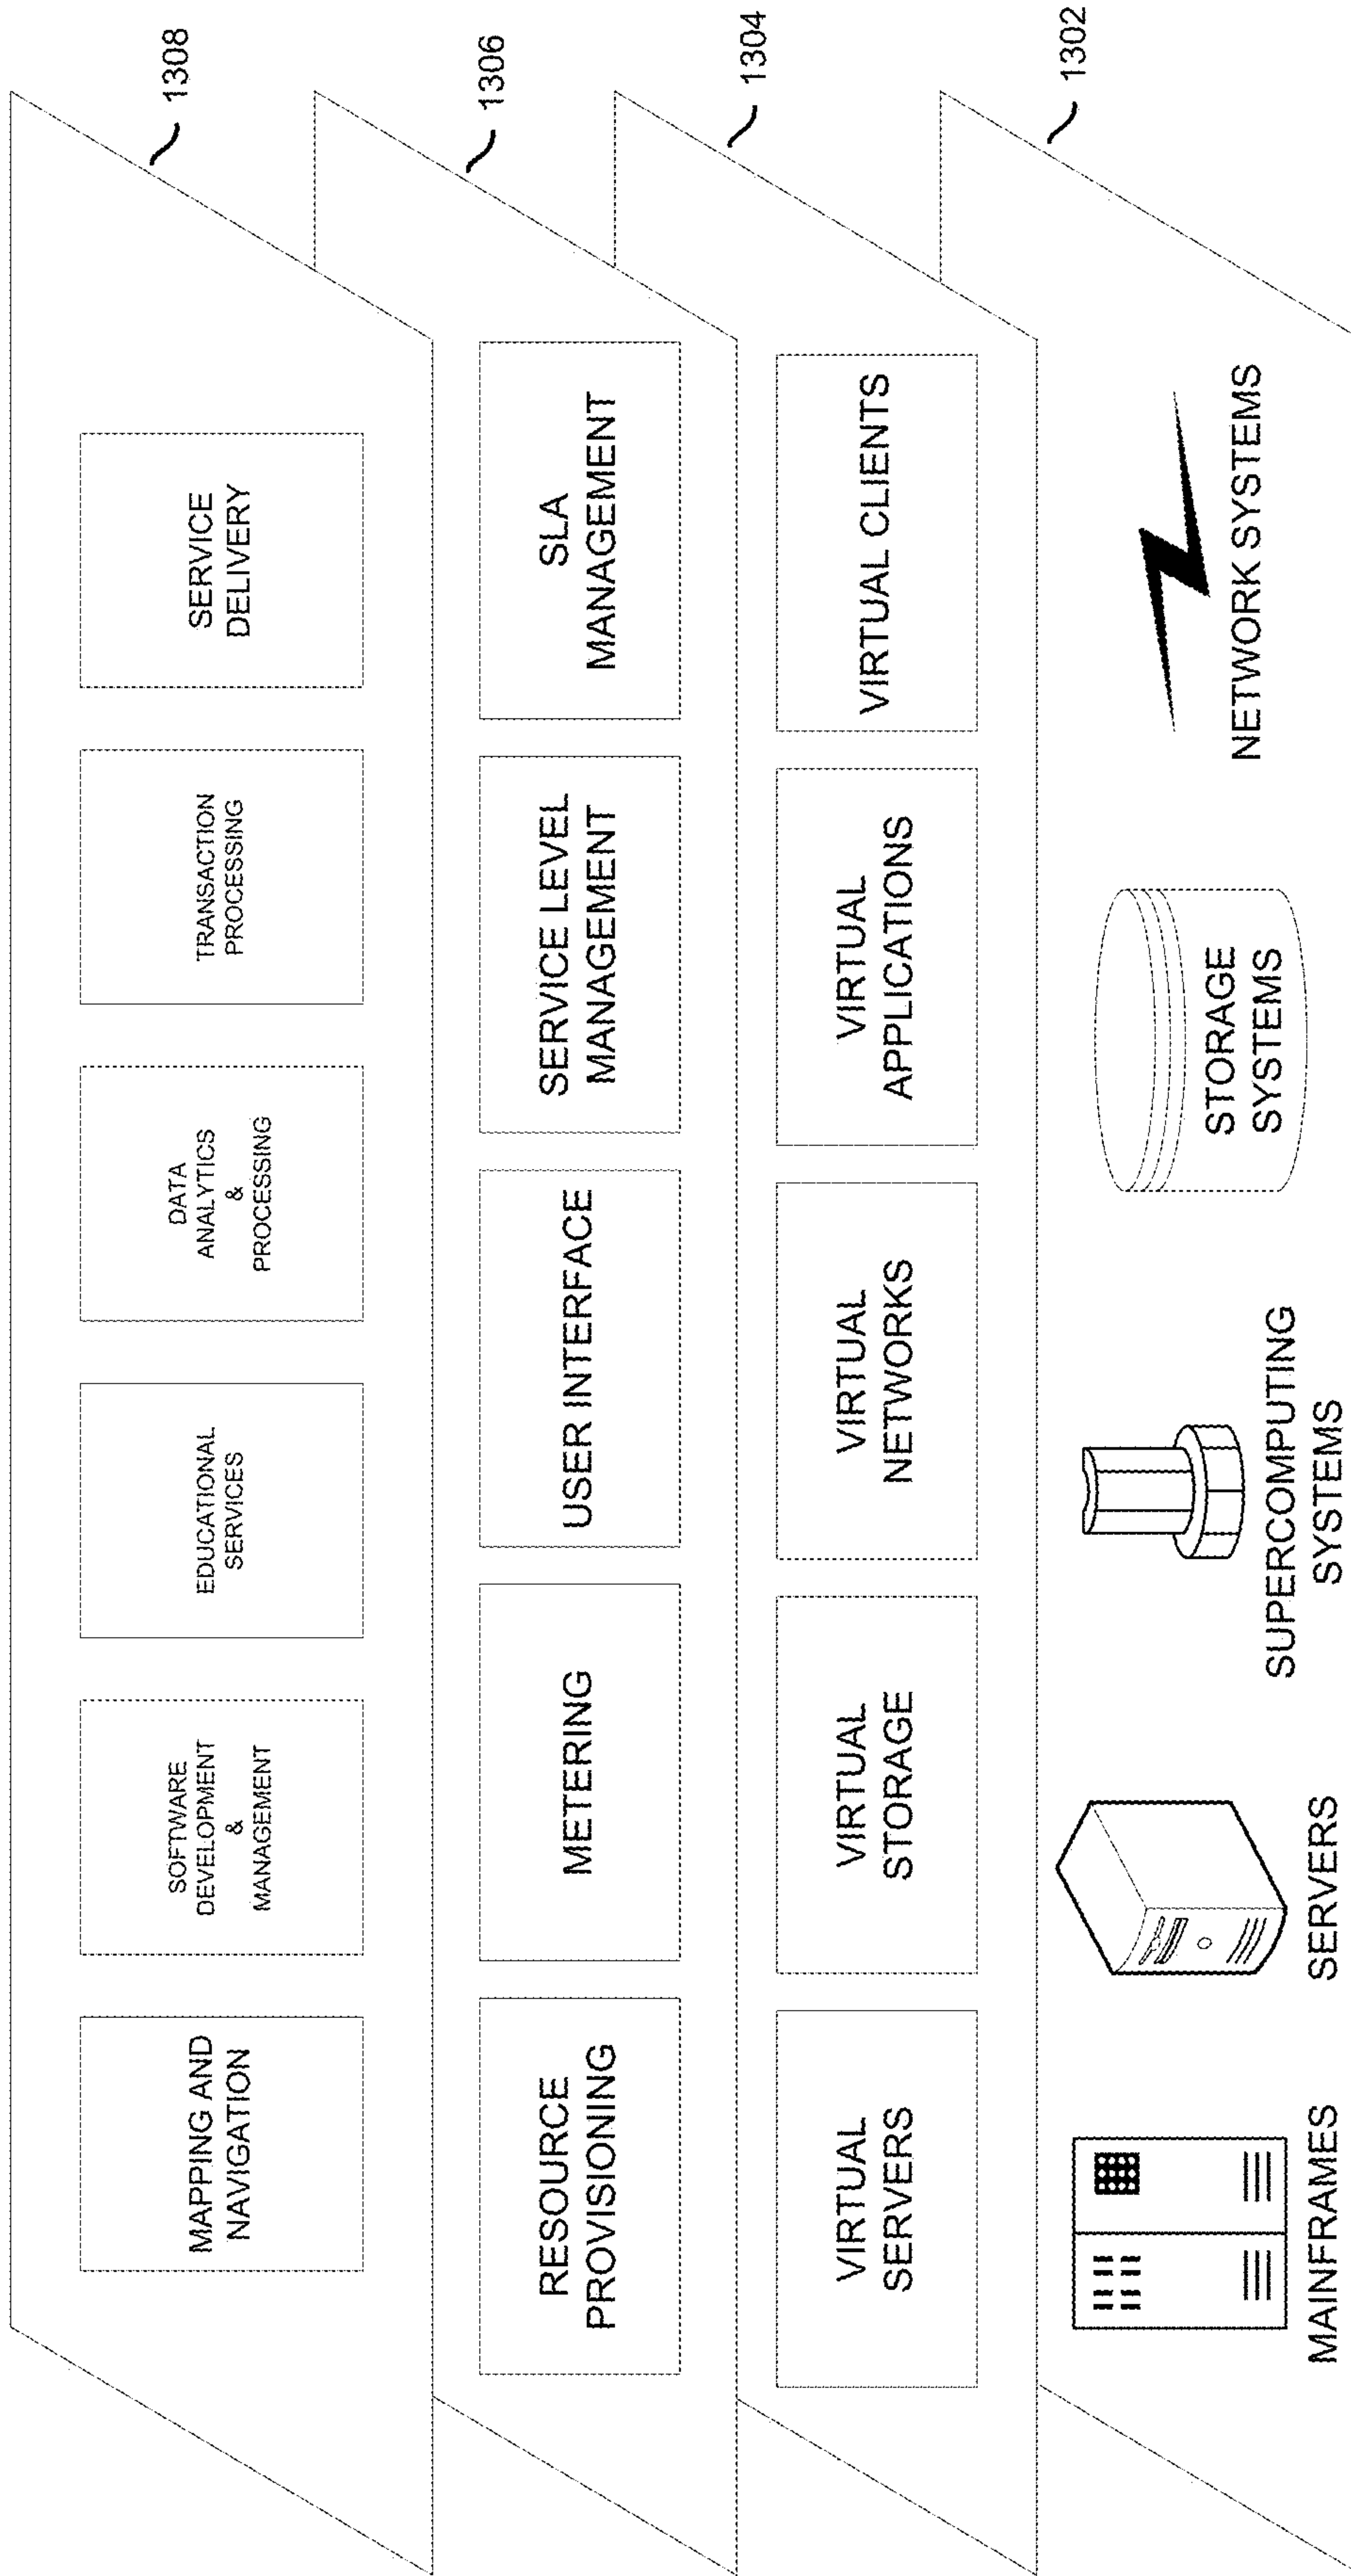 1308
MAPPING AND
NAVIGATION
SOFTWARE
DEVELOPMENT
&
MANAGEMENT
EDUCATIONAL
SERVICES
DATA
ANALYTICS
&
PROCESSING
TRANSACTION
PROCESSING
SERVICE
DELIVERY
1306
RESOURCE
PROVISIONING
METERING
USER INTERFACE
SERVICE LEVEL
MANAGEMENT
SLA
MANAGEMENT
1304
VIRTUAL
SERVERS
VIRTUAL
STORAGE
VIRTUAL
NETWORKS
VIRTUAL
APPLICATIONS
VIRTUAL CLIENTS
1302
MAINFRAMES
SERVERS
SUPERCOMPUTING
SYSTEMS
STORAGE
SYSTEMS
NETWORK SYSTEMS